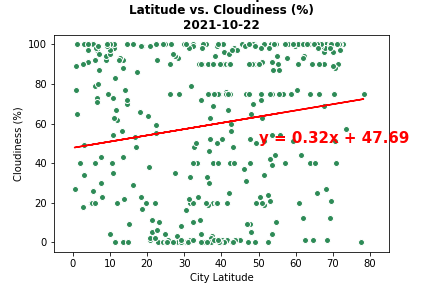 Latitude vs. Cloudiness (%)
2021-10-22
Cloudiness (%)
100
80
60
40
20
0
y = 0.32x + 47.69
0 10 20 30 40 50 60 70 80
City Latitude